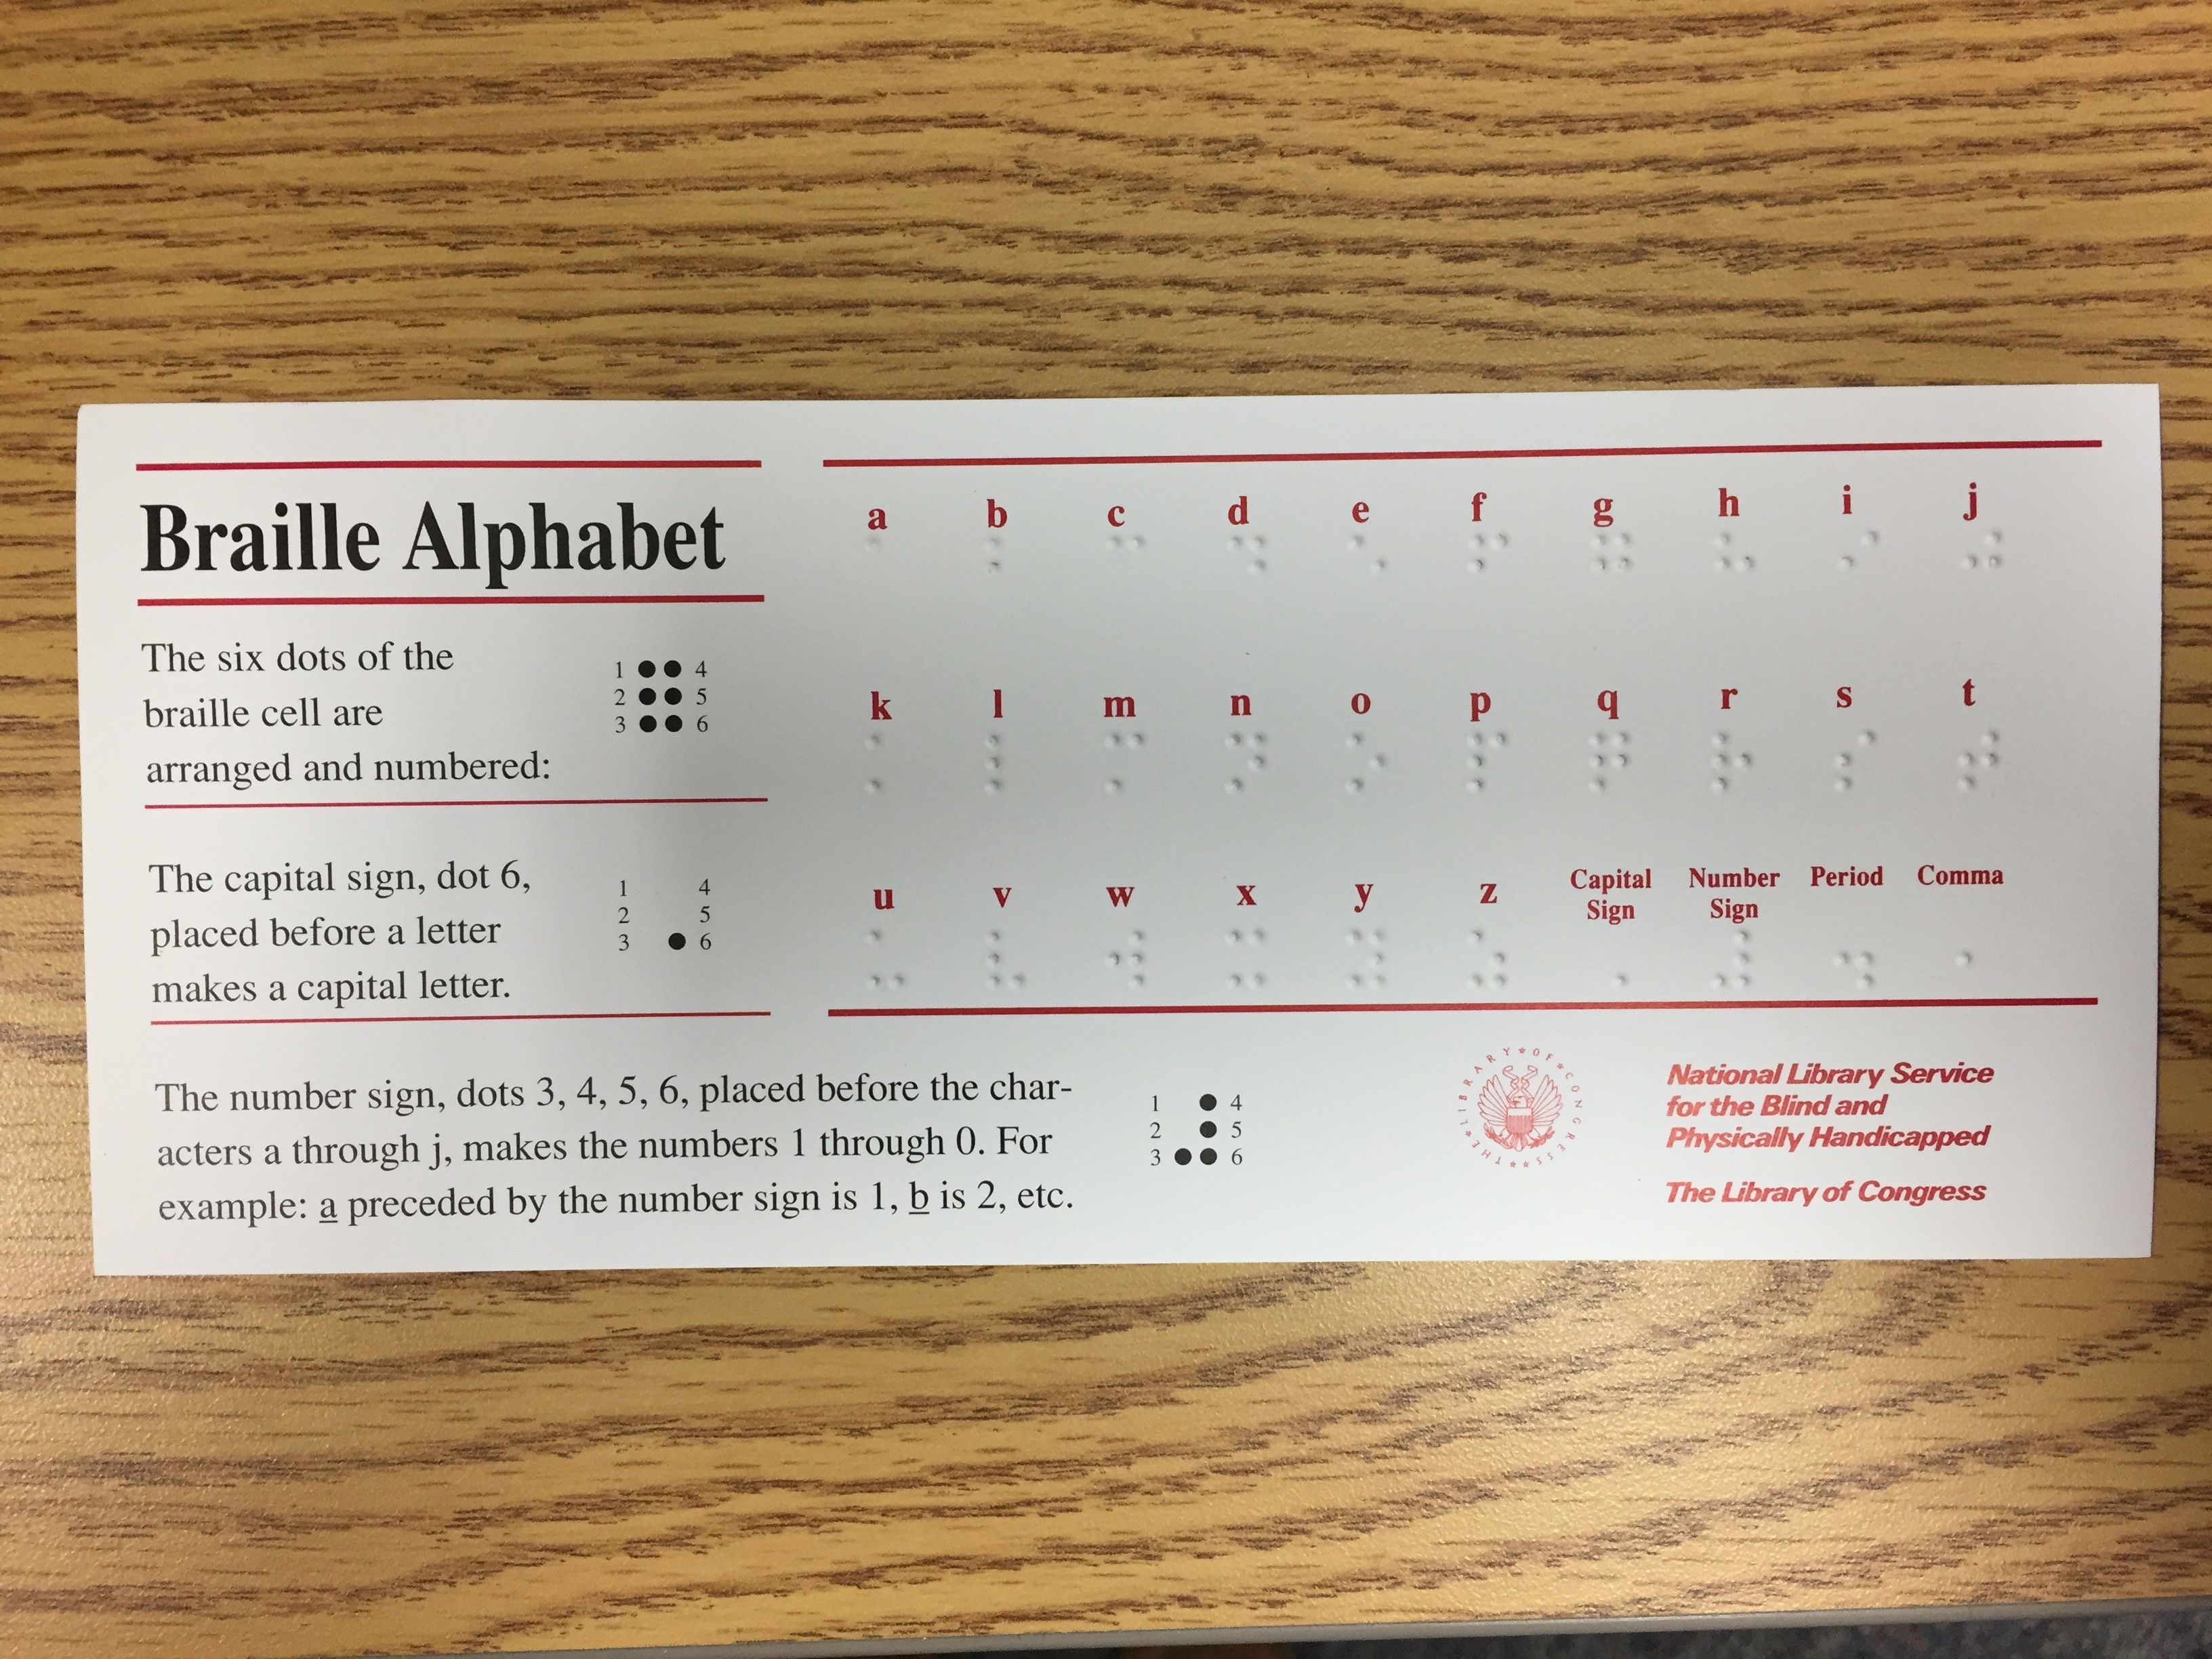 Braille Alphabet
The six dots of the
braille cell are
arranged and numbered:
1 4
2 5
3 6
The capital sign, dot 6,
placed before a letter
makes a capital letter.
1 4
2 5
3 6
The number sign, dots 3, 4, 5, 6, placed before the char-
acters a through j, makes the numbers 1 through 0. For
example: a preceded by the number sign is 1, b is 2, etc.
1 4
2 5
3 6
a b c d e f g h i j
⠁ ⠃ ⠉ ⠙ ⠑ ⠋ ⠛ ⠓ ⠊ ⠚
k l m n o p q r s t
⠅ ⠇ ⠍ ⠝ ⠕ ⠏ ⠟ ⠗ ⠎ ⠞
u v w x y z Capital Sign Number Sign Period Comma
⠥ ⠧ ⠺ ⠭ ⠽ ⠵ ⠠ ⠼ ⠲ ⠂
THE LIBRARY OF CONGRESS
National Library Service
for the Blind and
Physically Handicapped
The Library of Congress